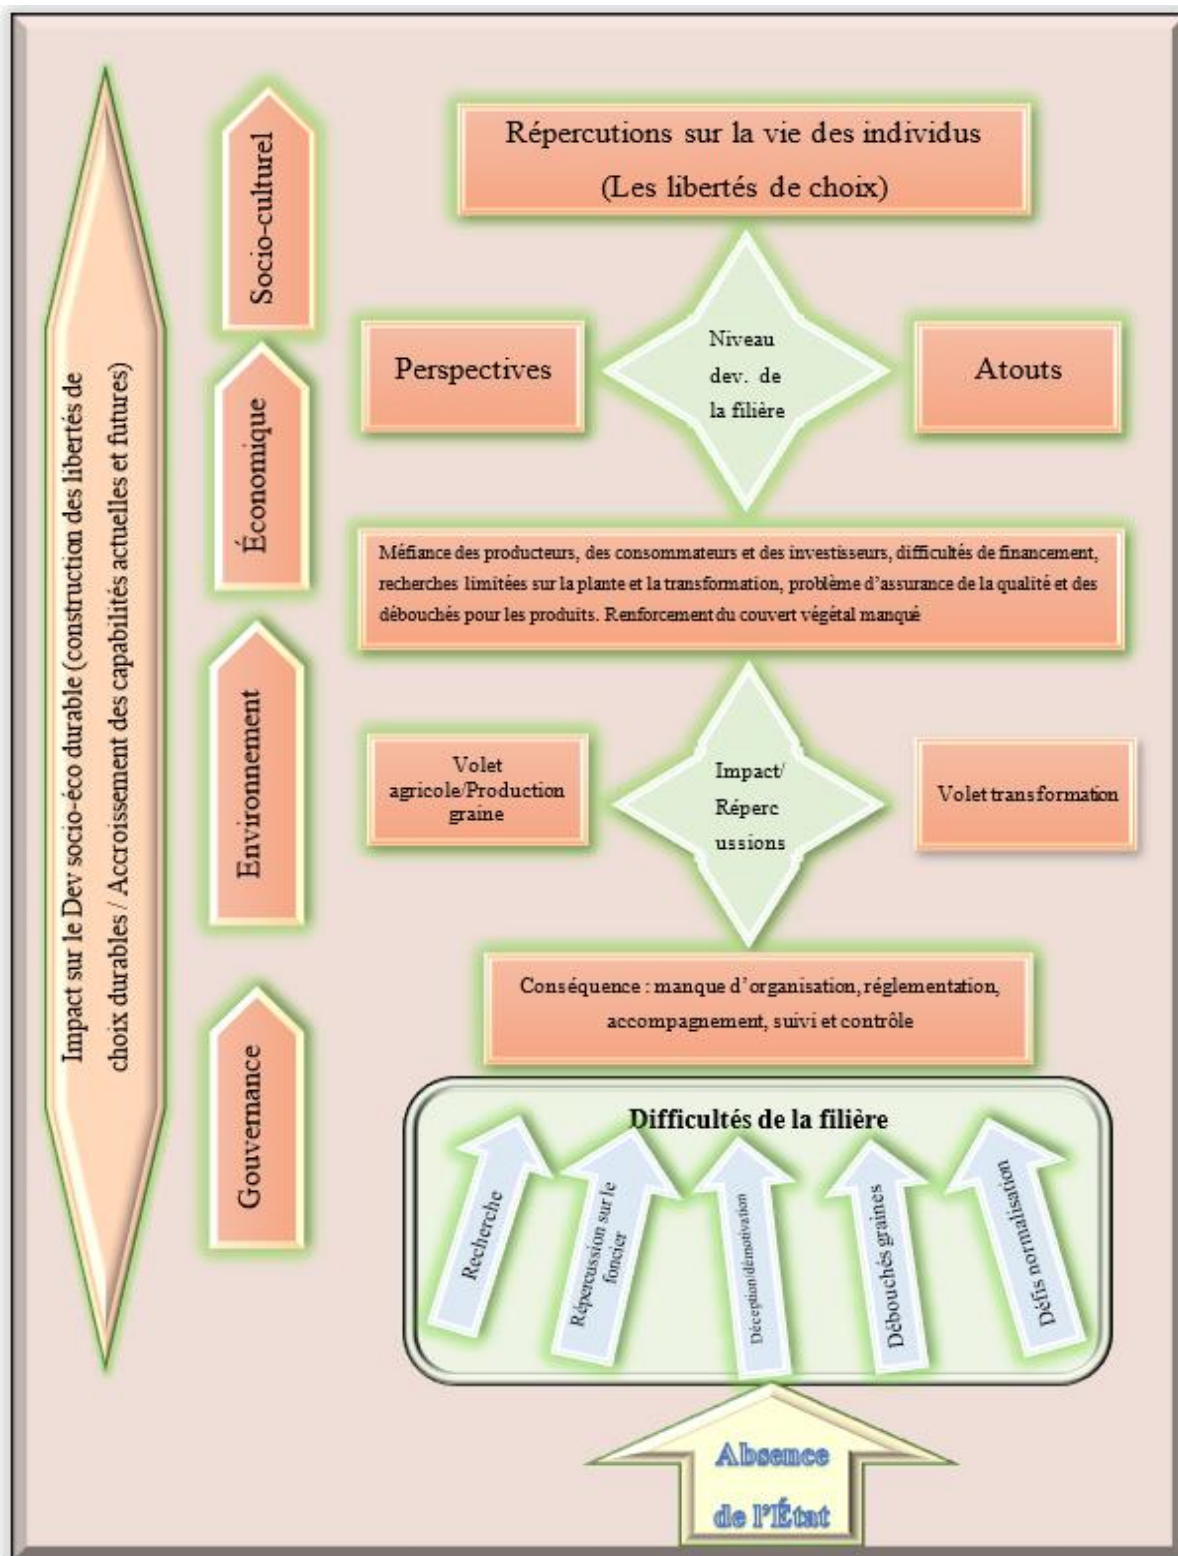 Impact sur le Dev socio-éco durable (construction des libertés de
choix durables / Accroissement des capabilités actuelles et futures)
Socio-culturel
Économique
Environnement
Gouvernance
Répercutions sur la vie des individus
(Les libertés de choix)
Perspectives
Niveau
dev. de
la filière
Atouts
Méfiance des producteurs, des consommateurs et des investisseurs, difficultés de financement,
recherches limitées sur la plante et la transformation, problème d'assurance de la qualité et des
débouchés pour les produits. Renforcement du couvert végétal manqué
Volet
agricole/Production
graine
Impact/
Réperc
ussions
Volet transformation
Conséquence : manque d'organisation, réglementation,
accompagnement, suivi et contrôle
Difficultés de la filière
Recherche
Répercussion sur le
foncier
Déception/démotivation
Débouchés graines
Défis normalisation
Absence
de l'État